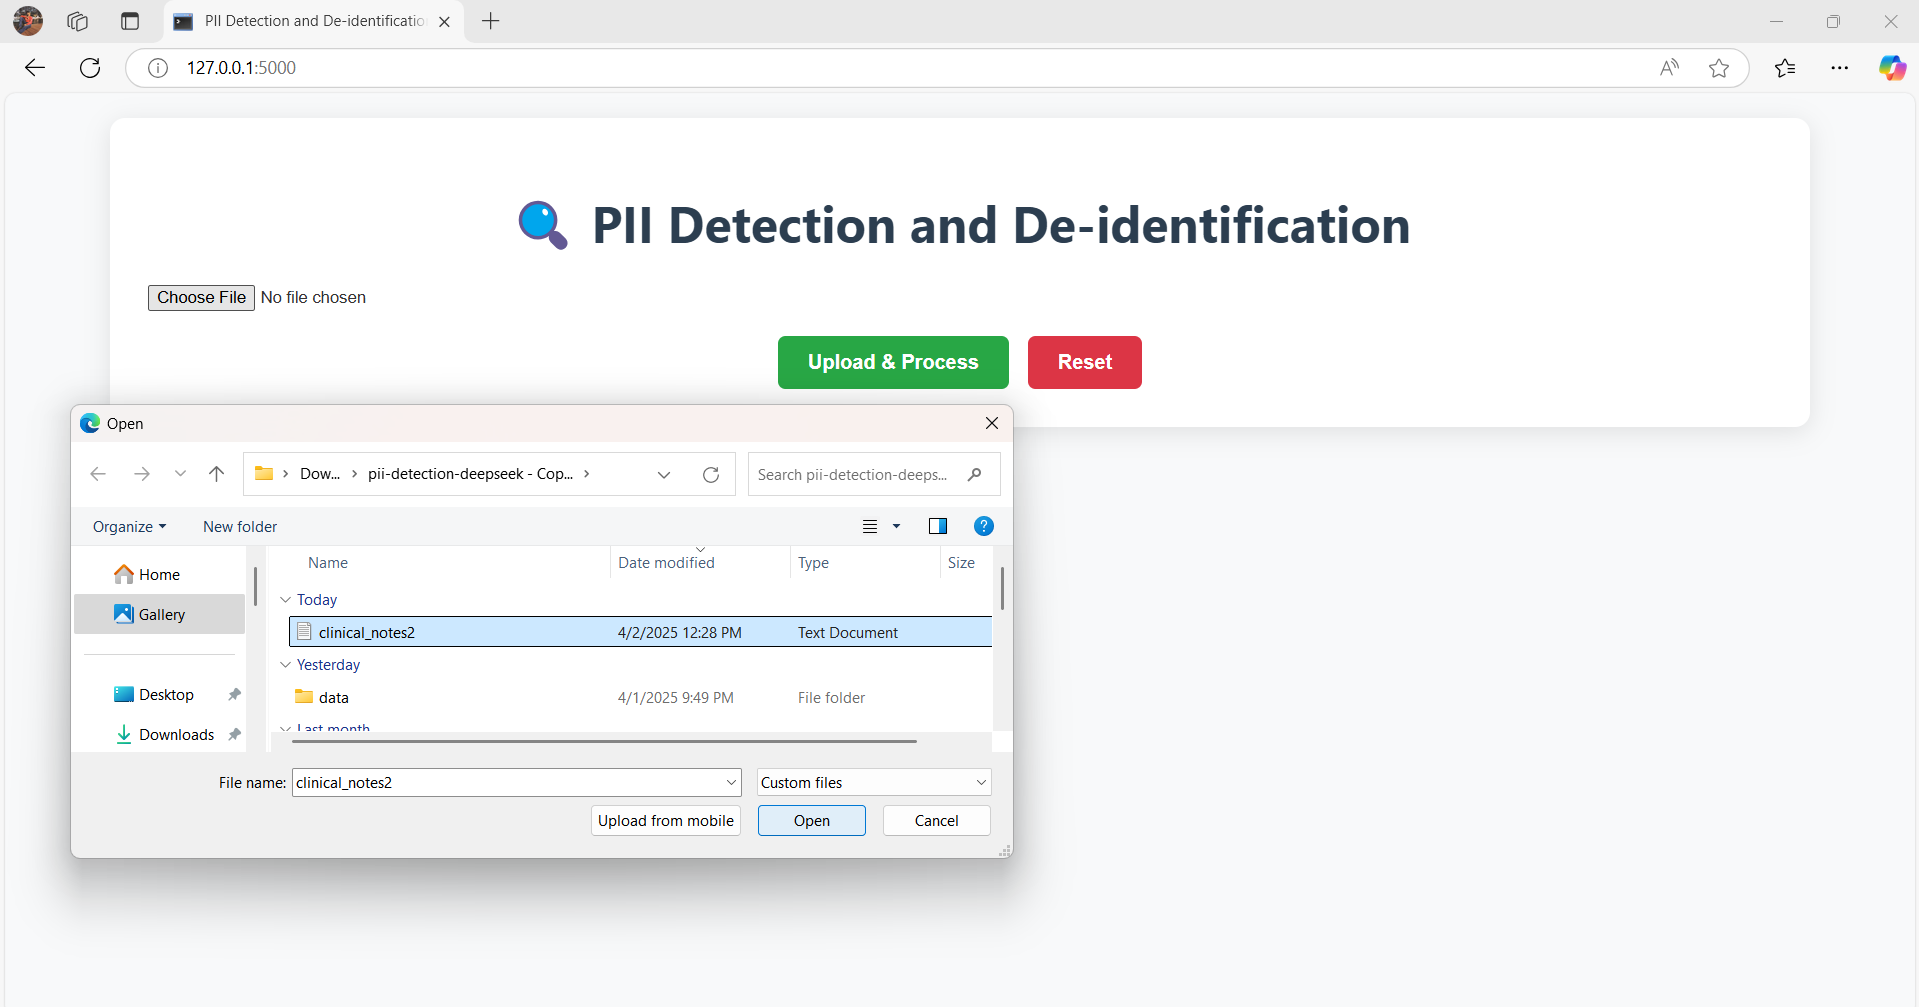 PII Detection and De-identificatio
127.0.0.1:5000
PII Detection and De-identification
Choose File No file chosen
Upload & Process Reset
Open
Dow... pii-detection-deepseek - Cop... Search pii-detection-deeps...
Organize New folder
Name Date modified Type Size
Home
Gallery
Desktop
Downloads
Today
clinical_notes2 4/2/2025 12:28 PM Text Document
Yesterday
data 4/1/2025 9:49 PM File folder
Last month
File name: clinical_notes2 Custom files
Upload from mobile Open Cancel